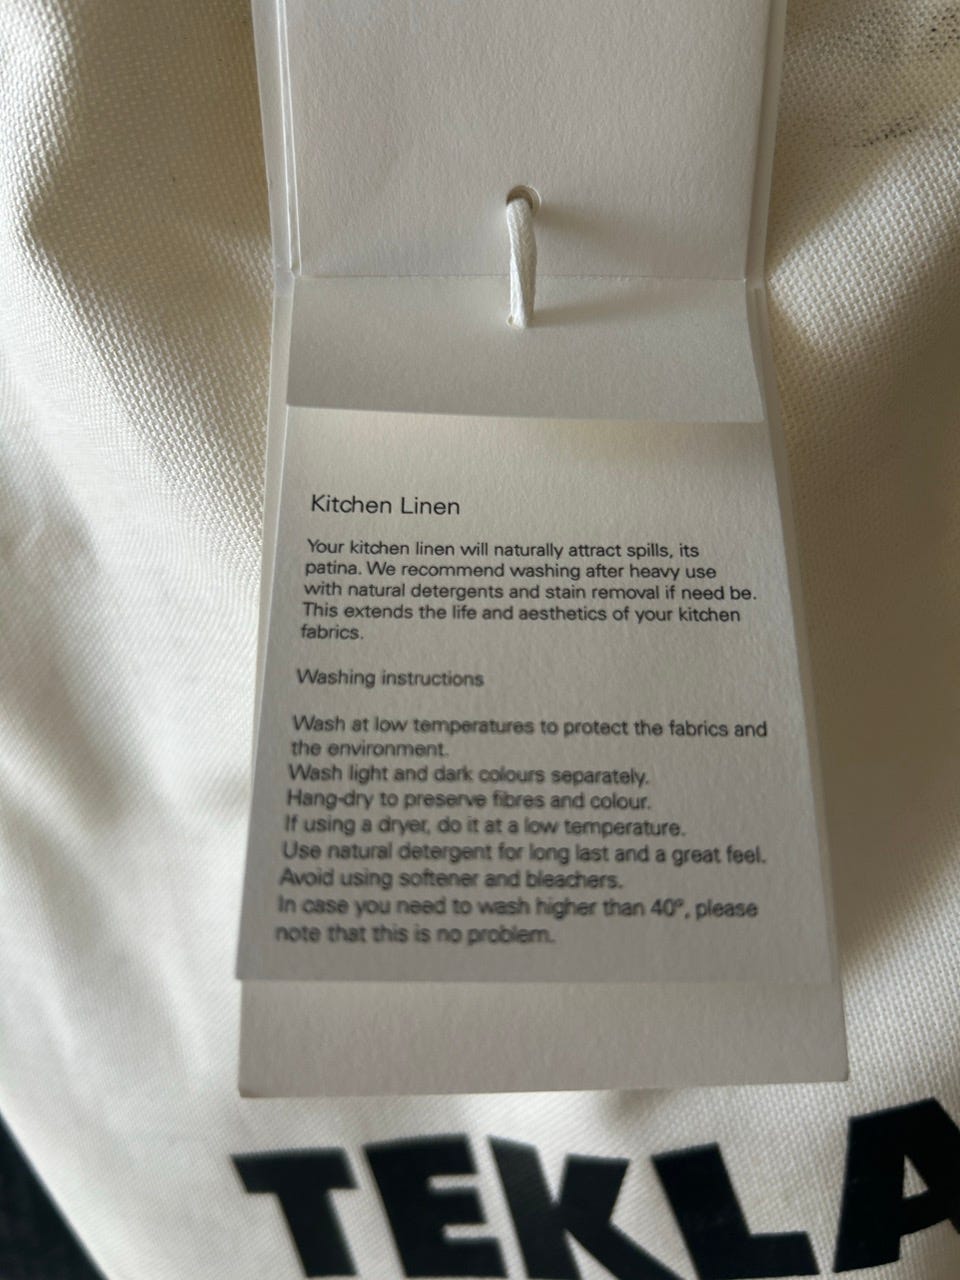 Kitchen Linen
Your kitchen linen will naturally attract spills, its
patina. We recommend washing after heavy use
with natural detergents and stain removal if need be.
This extends the life and aesthetics of your kitchen
fabrics.
Washing instructions
Wash at low temperatures to protect the fabrics and
the environment.
Wash light and dark colours separately.
Hang-dry to preserve fibres and colour.
If using a dryer, do it at a low temperature.
Use natural detergent for long last and a great feel.
Avoid using softener and bleachers.
In case you need to wash higher than 40°, please
note that this is no problem.
TEKLA